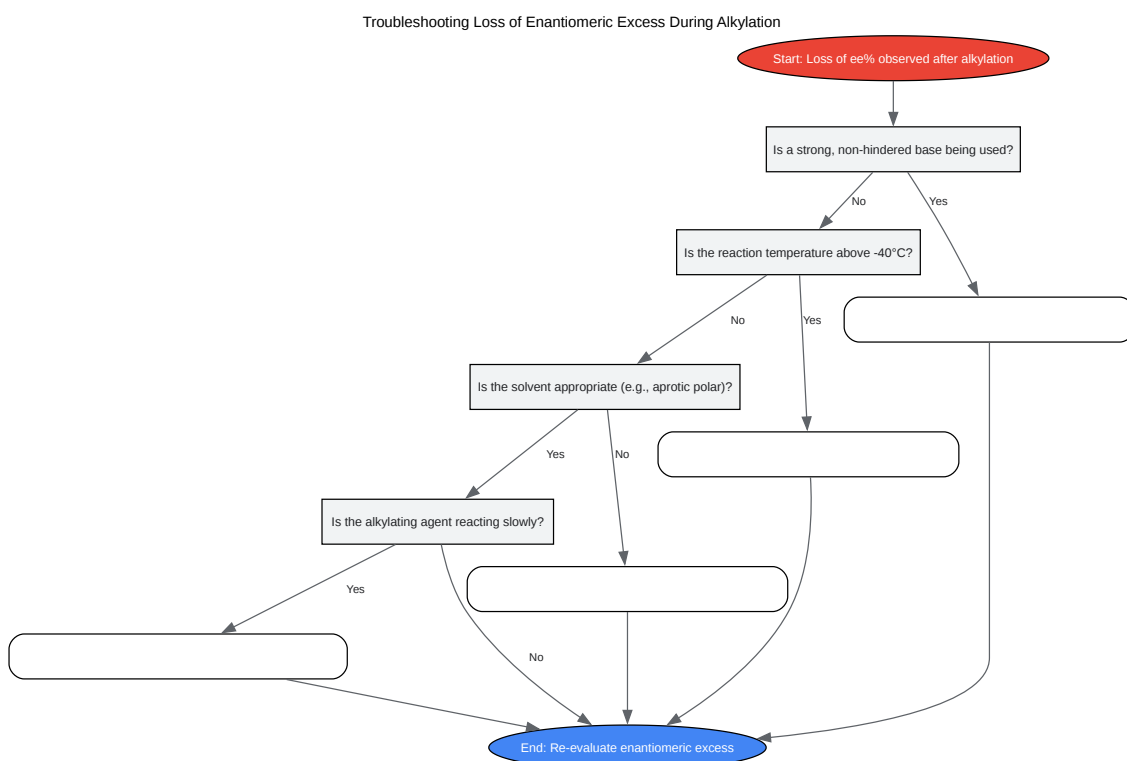 Troubleshooting Loss of Enantiomeric Excess During Alkylation
Start: Loss of ee% observed after alkylation
Is a strong, non-hindered base being used?
No
Yes
Is the reaction temperature above -40°C?
No
Yes
Is the solvent appropriate (e.g., aprotic polar)?
Yes
No
Is the alkylating agent reacting slowly?
Yes
No
End: Re-evaluate enantiomeric excess